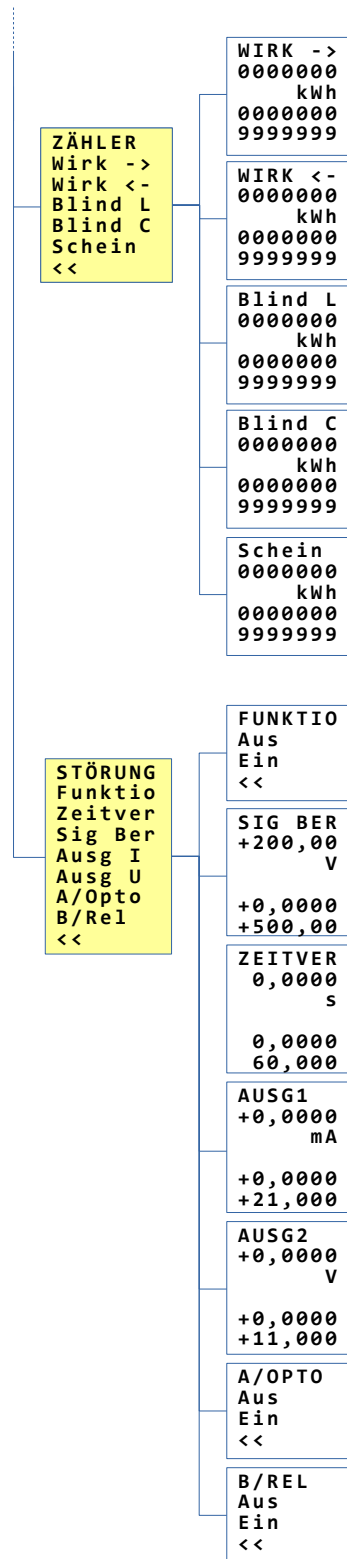 ZÄHLER
Wirk ->
Wirk <-
Blind L
Blind C
Schein
<<
WIRK ->
0000000
kWh
0000000
9999999
WIRK <-
0000000
kWh
0000000
9999999
Blind L
0000000
kWh
0000000
9999999
Blind C
0000000
kWh
0000000
9999999
Schein
0000000
kWh
0000000
9999999
STÖRUNG
Funktio
Zeitver
Sig Ber
Ausg I
Ausg U
A/Opto
B/Rel
<<
FUNKTIO
Aus
Ein
<<
SIG BER
+200,00
V
+0,0000
+500,00
ZEITVER
0,0000
s
0,0000
60,000
AUSG1
+0,0000
mA
+0,0000
+21,000
AUSG2
+0,0000
V
+0,0000
+11,000
A/OPTO
Aus
Ein
<<
B/REL
Aus
Ein
<<